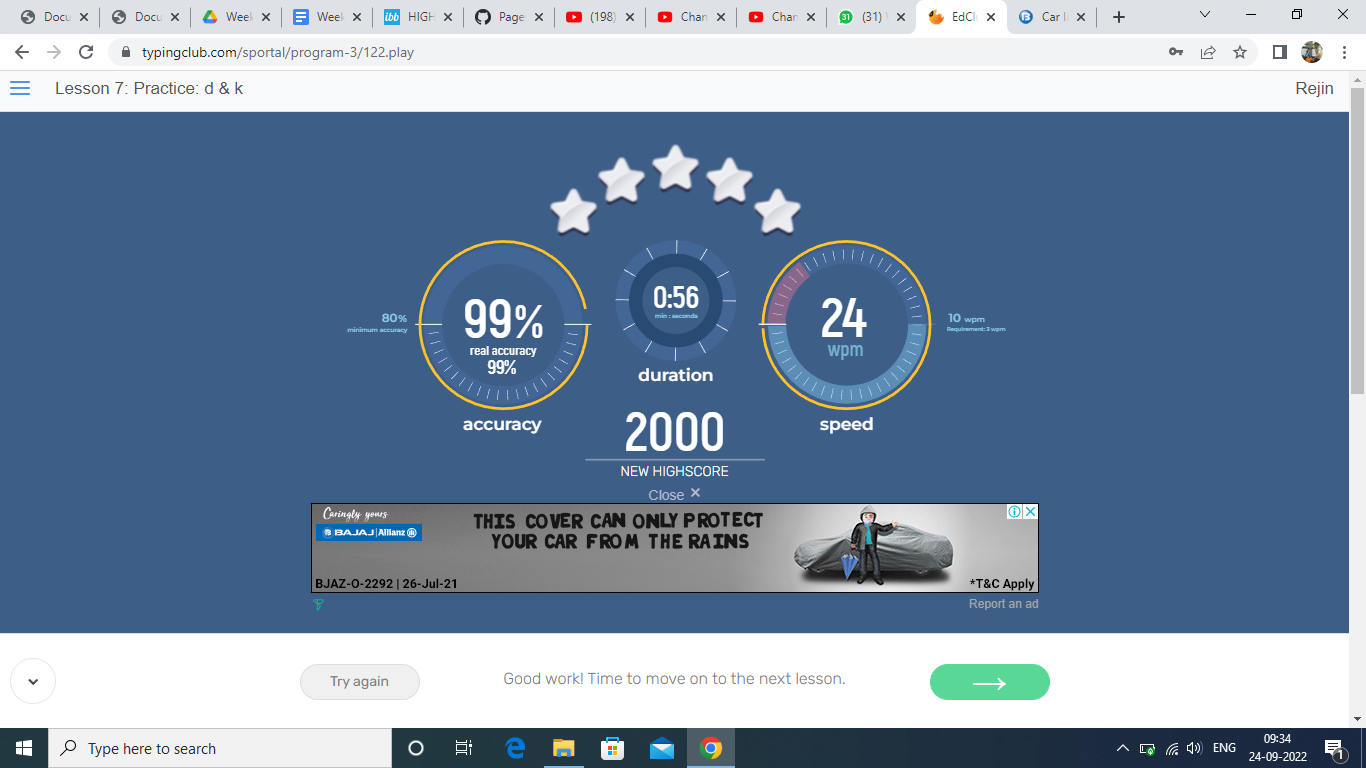 Docu
Docu
Week
Week
ibb
HIGH
Page
(198)
Chan
Chan
31
(31)
EdCl
Car I
typingclub.com/sportal/program-3/122.play
Lesson 7: Practice: d & k
Rejin
80%
minimum accuracy
99%
real accuracy
99%
accuracy
0:56
min : seconds
duration
24
wpm
speed
10 wpm
Requirement: 3 wpm
2000
NEW HIGHSCORE
Close
Caringly yours
BAJAJ | Allianz
THIS COVER CAN ONLY PROTECT
YOUR CAR FROM THE RAINS
BJAZ-O-2292 | 26-Jul-21
*T&C Apply
Report an ad
Try again
Good work! Time to move on to the next lesson.
Type here to search
ENG
09:34
24-09-2022
1